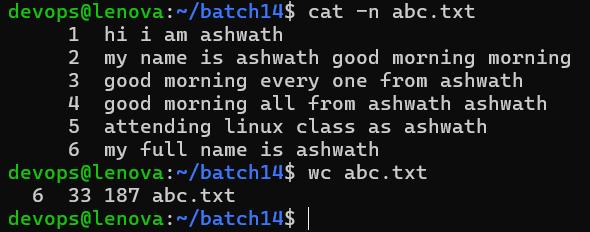 devops@lenova:~/batch14$ cat -n abc.txt
     1  hi i am ashwath
     2  my name is ashwath good morning morning
     3  good morning every one from ashwath
     4  good morning all from ashwath ashwath
     5  attending linux class as ashwath
     6  my full name is ashwath
devops@lenova:~/batch14$ wc abc.txt
  6  33 187 abc.txt
devops@lenova:~/batch14$